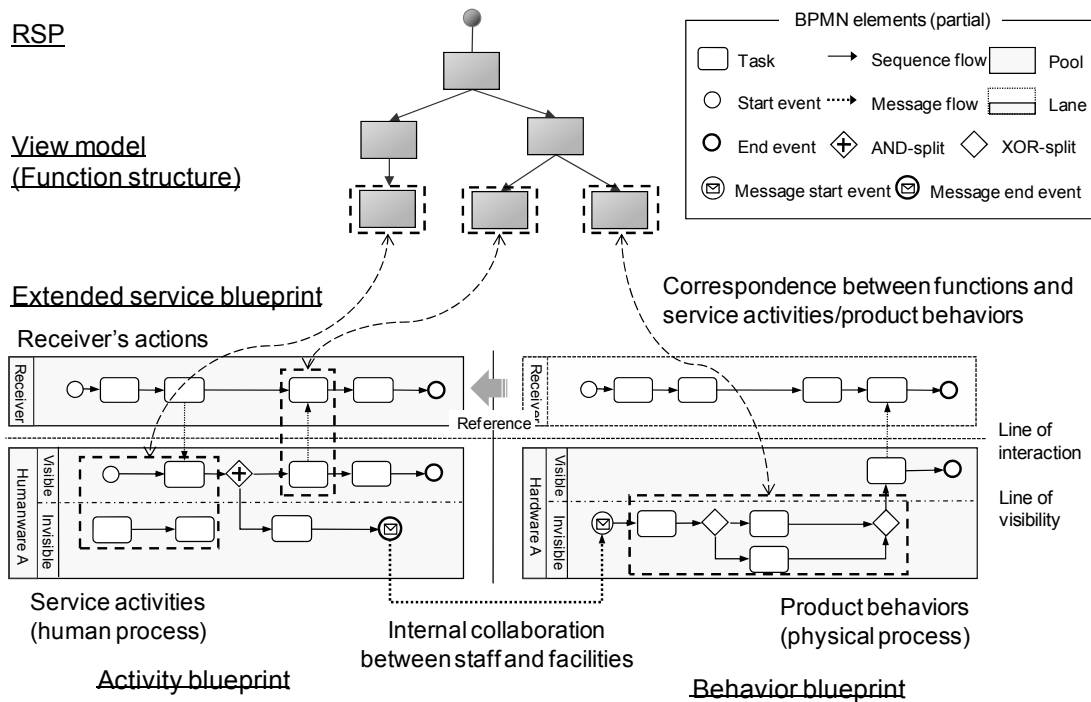 RSP
View model
(Function structure)
BPMN elements (partial)
Task
Sequence flow
Pool
Start event
Message flow
Lane
End event
AND-split
XOR-split
Message start event
Message end event
Extended service blueprint
Correspondence between functions and
service activities/product behaviors
Receiver's actions
Receiver
Reference
Receiver
Line of
interaction
Humanware A
Visible
Invisible
Hardware A
Visible
Invisible
Line of
visibility
Service activities
(human process)
Internal collaboration
between staff and facilities
Product behaviors
(physical process)
Activity blueprint
Behavior blueprint